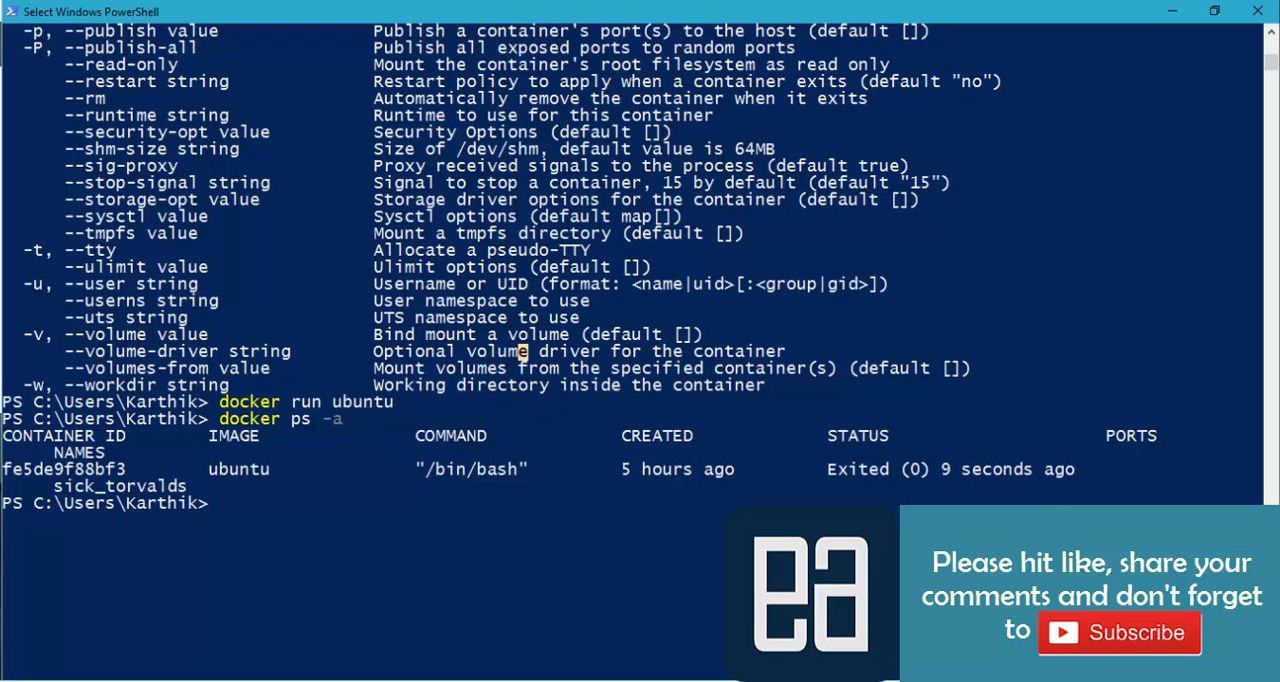 Select Windows PowerShell
-p, --publish value Publish a container's port(s) to the host (default [])
-P, --publish-all Publish all exposed ports to random ports
--read-only Mount the container's root filesystem as read only
--restart string Restart policy to apply when a container exits (default "no")
--rm Automatically remove the container when it exits
--runtime string Runtime to use for this container
--security-opt value Security Options (default [])
--shm-size string Size of /dev/shm, default value is 64MB
--sig-proxy Proxy received signals to the process (default true)
--stop-signal string Signal to stop a container, 15 by default (default "15")
--storage-opt value Storage driver options for the container (default [])
--sysctl value Sysctl options (default map[])
--tmpfs value Mount a tmpfs directory (default [])
-t, --tty Allocate a pseudo-TTY
--ulimit value Ulimit options (default [])
-u, --user string Username or UID (format: <name|uid>[:<group|gid>])
--userns string User namespace to use
--uts string UTS namespace to use
-v, --volume value Bind mount a volume (default [])
--volume-driver string Optional volume driver for the container
--volumes-from value Mount volumes from the specified container(s) (default [])
-w, --workdir string Working directory inside the container
PS C:\Users\Karthik> docker run ubuntu
PS C:\Users\Karthik> docker ps -a
CONTAINER ID IMAGE COMMAND CREATED STATUS PORTS
NAMES
fe5de9f88bf3 ubuntu "/bin/bash" 5 hours ago Exited (0) 9 seconds ago
sick_torvalds
PS C:\Users\Karthik>
ea
Please hit like, share your
comments and don't forget
to Subscribe